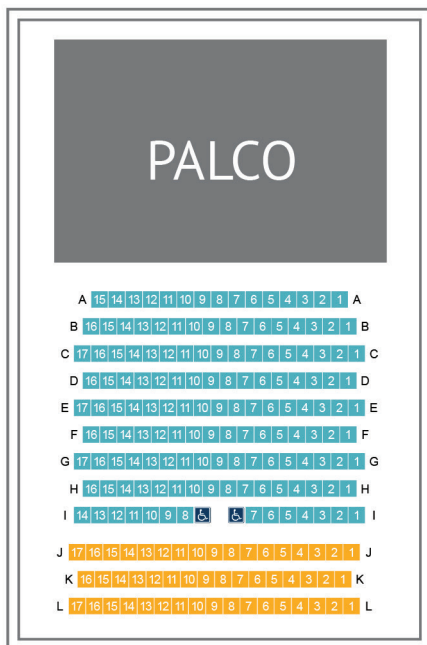 PALCO
A 15 14 13 12 11 10 9 8 7 6 5 4 3 2 1 A
B 16 15 14 13 12 11 10 9 8 7 6 5 4 3 2 1 B
C 17 16 15 14 13 12 11 10 9 8 7 6 5 4 3 2 1 C
D 16 15 14 13 12 11 10 9 8 7 6 5 4 3 2 1 D
E 17 16 15 14 13 12 11 10 9 8 7 6 5 4 3 2 1 E
F 16 15 14 13 12 11 10 9 8 7 6 5 4 3 2 1 F
G 17 16 15 14 13 12 11 10 9 8 7 6 5 4 3 2 1 G
H 16 15 14 13 12 11 10 9 8 7 6 5 4 3 2 1 H
I 14 13 12 11 10 9 8 7 6 5 4 3 2 1 I
J 17 16 15 14 13 12 11 10 9 8 7 6 5 4 3 2 1 J
K 16 15 14 13 12 11 10 9 8 7 6 5 4 3 2 1 K
L 17 16 15 14 13 12 11 10 9 8 7 6 5 4 3 2 1 L